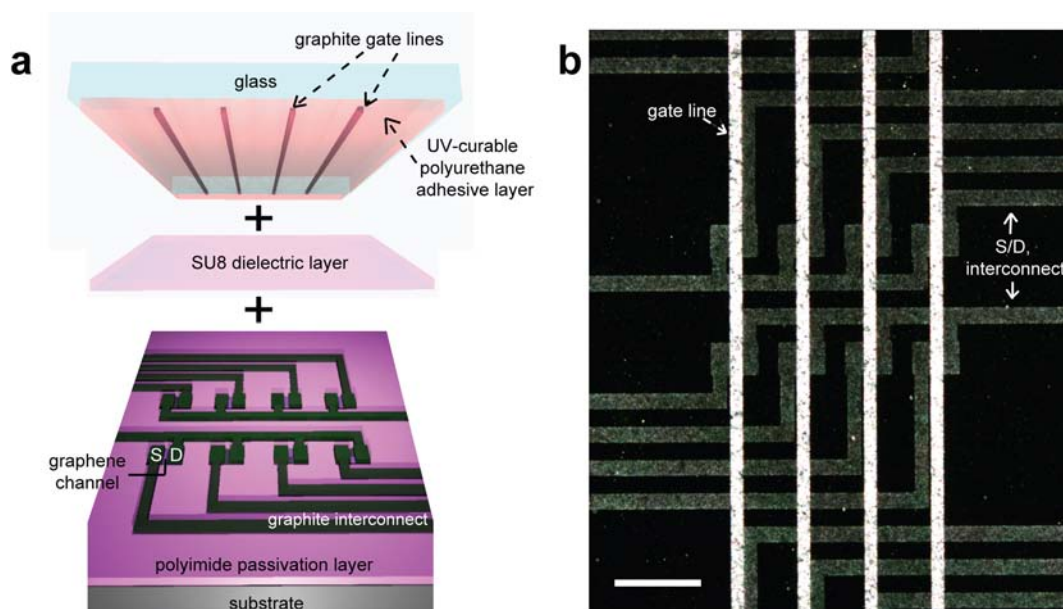 a
graphite gate lines
glass
UV-curable
polyurethane
adhesive layer
+
SU8 dielectric layer
+
S D
graphene
channel
graphite interconnect
polyimide passivation layer
substrate
b
gate line
S/D,
interconnect